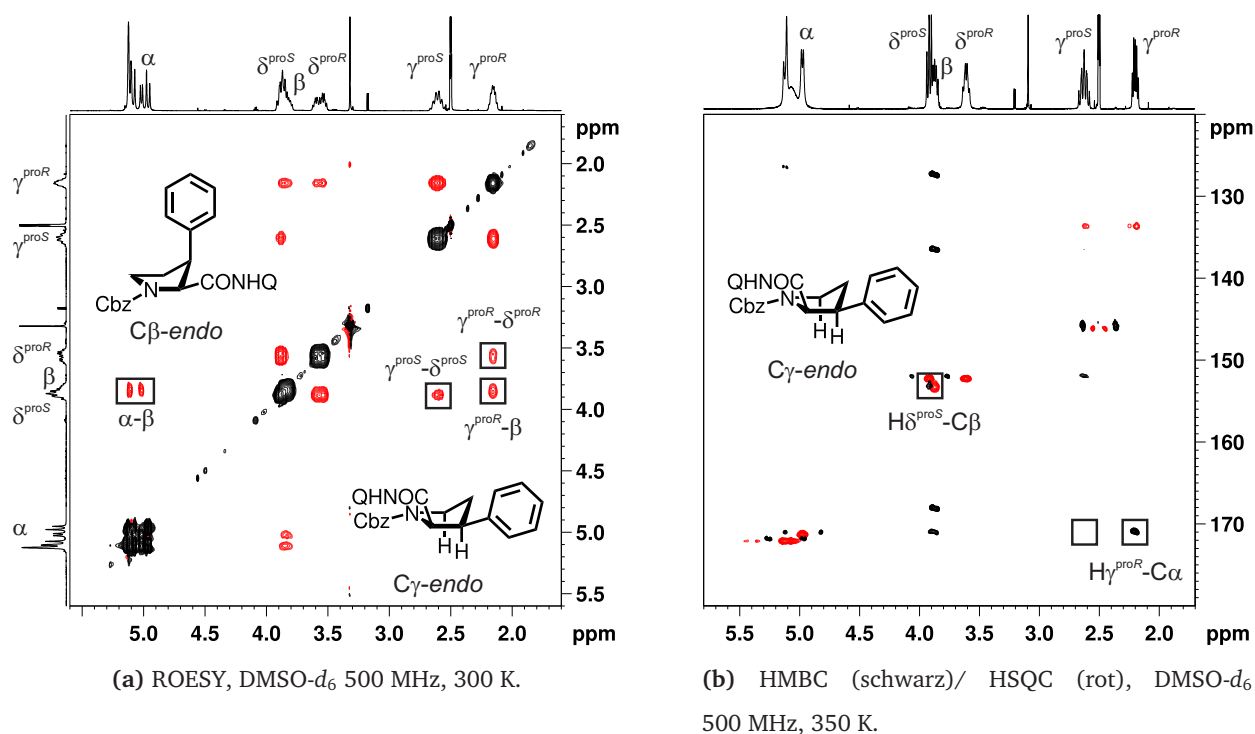 α
δproS
β
δproR
γproS
γproR
ppm
γproR
γproS
δproR
β
δproS
α
2.0
2.5
3.0
3.5
4.0
4.5
5.0
5.5
N
Cbz
CONHQ
Cβ-endo
γproR-δproR
γproS-δproS
α-β
γproR-β
QHNOC
N
Cbz
H H
Cγ-endo
5.0 4.5 4.0 3.5 3.0 2.5 2.0 ppm
(a) ROESY, DMSO-d6 500 MHz, 300 K.
α
δproS
β
δproR
γproS
γproR
ppm
130
140
150
160
170
QHNOC
N
Cbz
H H
Cγ-endo
HδproS-Cβ
HγproR-Cα
5.5 5.0 4.5 4.0 3.5 3.0 2.5 2.0 ppm
(b) HMBC (schwarz)/ HSQC (rot), DMSO-d6
500 MHz, 350 K.